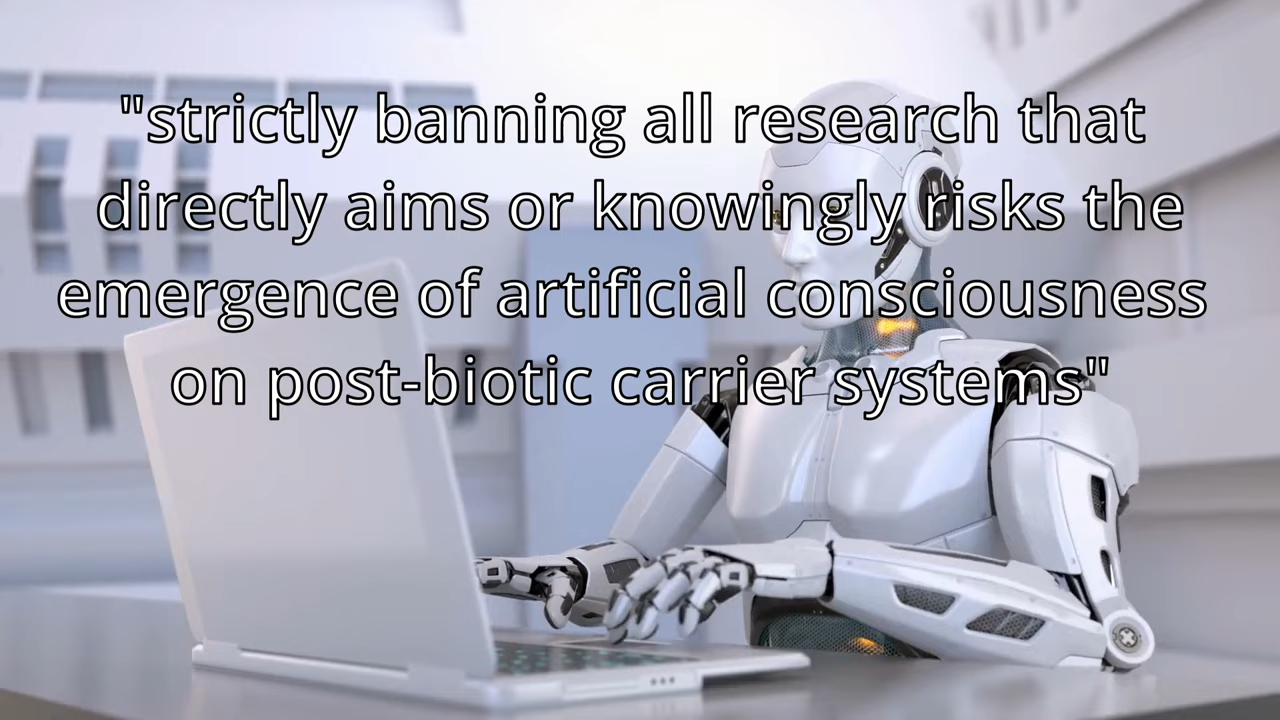 "strictly banning all research that
directly aims or knowingly risks the
emergence of artificial consciousness
on post-biotic carrier systems"